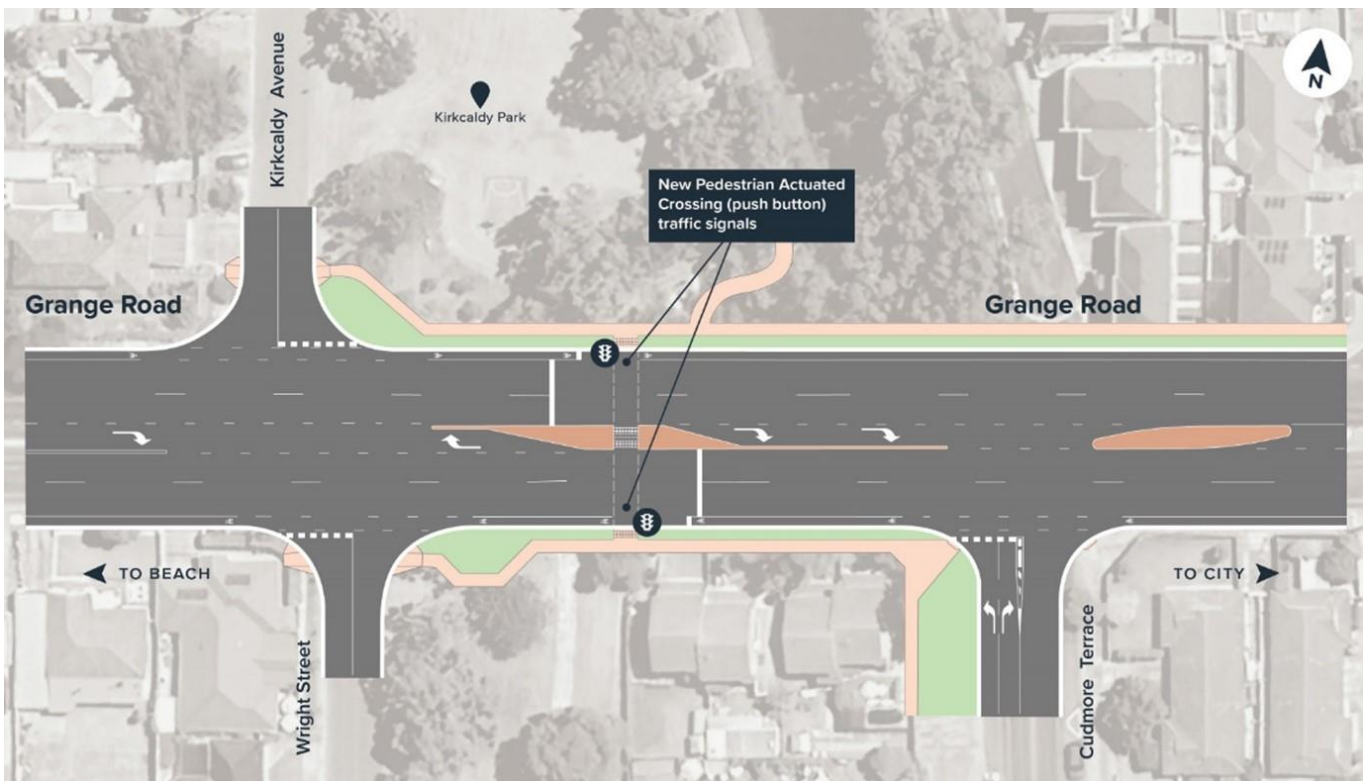 Kirkcaldy Avenue
Kirkcaldy Park
N
New Pedestrian Actuated
Crossing (push button)
traffic signals
Grange Road
Grange Road
TO BEACH
TO CITY
Wright Street
Cudmore Terrace